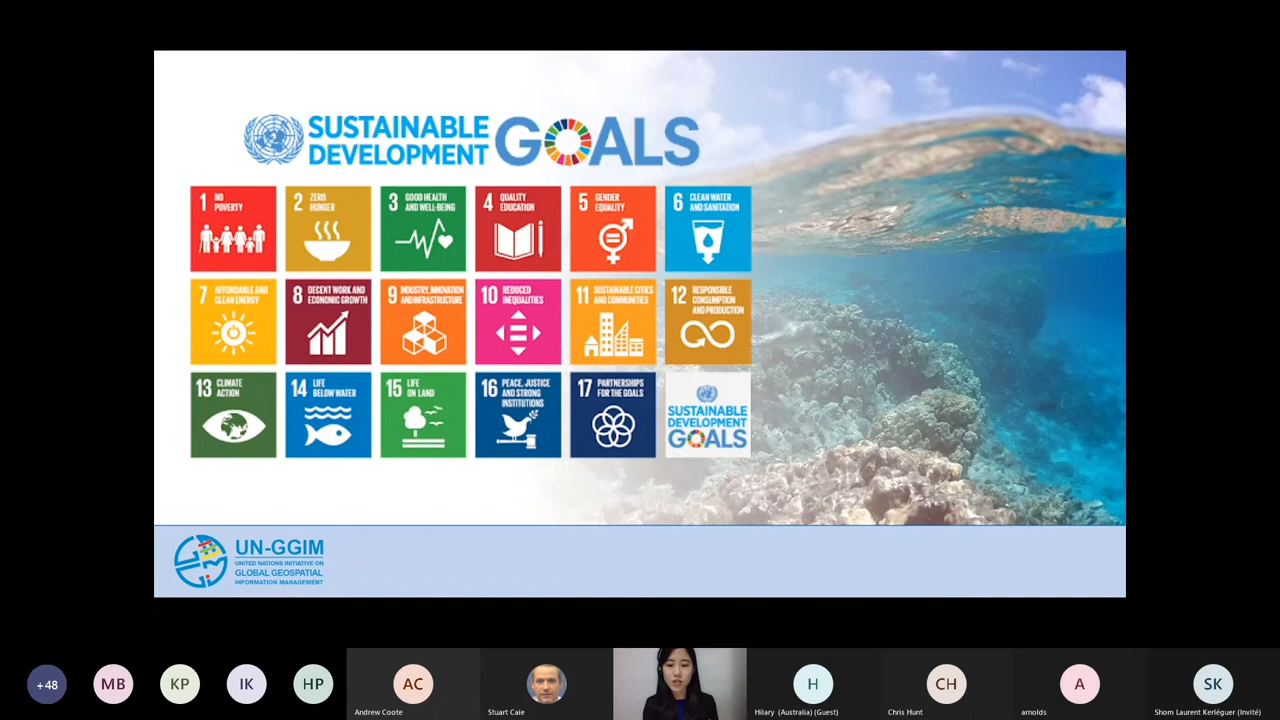 SUSTAINABLE
DEVELOPMENT
GOALS
1 NO
POVERTY
2 ZERO
HUNGER
3 GOOD HEALTH
AND WELL-BEING
4 QUALITY
EDUCATION
5 GENDER
EQUALITY
6 CLEAN WATER
AND SANITATION
7 AFFORDABLE AND
CLEAN ENERGY
8 DECENT WORK AND
ECONOMIC GROWTH
9 INDUSTRY, INNOVATION
AND INFRASTRUCTURE
10 REDUCED
INEQUALITIES
11 SUSTAINABLE CITIES
AND COMMUNITIES
12 RESPONSIBLE
CONSUMPTION
AND PRODUCTION
13 CLIMATE
ACTION
14 LIFE
BELOW WATER
15 LIFE
ON LAND
16 PEACE, JUSTICE
AND STRONG
INSTITUTIONS
17 PARTNERSHIPS
FOR THE GOALS
SUSTAINABLE
DEVELOPMENT
GOALS
UN-GGIM
UNITED NATIONS INITIATIVE ON
GLOBAL GEOSPATIAL
INFORMATION MANAGEMENT
+48
MB
KP
IK
HP
AC
Andrew Coote
Stuart Caie
H
Hilary (Australia) (Guest)
CH
Chris Hunt
A
arnolds
SK
Shom Laurent Kerléguer (Invité)